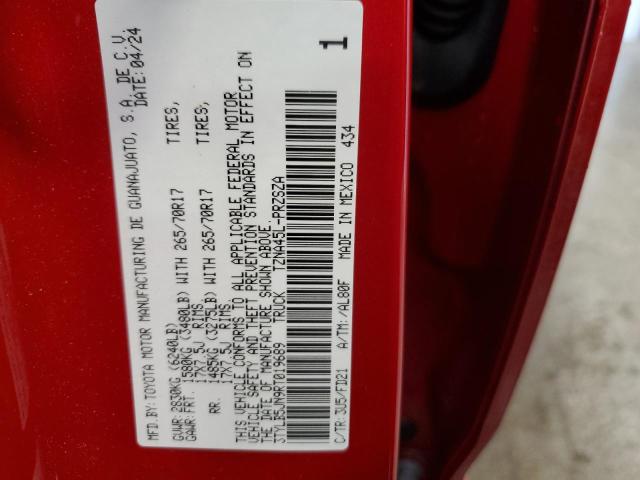 MFD.BY:TOYOTA MOTOR MANUFACTURING DE GUANAJUATO, S.A. DE C.V.
DATE:04/24
GVWR:2830KG (6240LB)
GAWR:FRT. 1580KG (3480LB) WITH 265/70R17 TIRES,
17X7.5J RIMS
RR. 1485KG (3275LB) WITH 265/70R17 TIRES,
17X7.5J RIMS
THIS VEHICLE CONFORMS TO ALL APPLICABLE FEDERAL MOTOR
VEHICLE SAFETY AND THEFT PREVENTION STANDARDS IN EFFECT ON
THE DATE OF MANUFACTURE SHOWN ABOVE.
3TYLB5JN9RT019689 TRUCK TZNA45L-PRZSZA
C/TR:3U5/FD21 A/TM:/AL80F MADE IN MEXICO 434
1